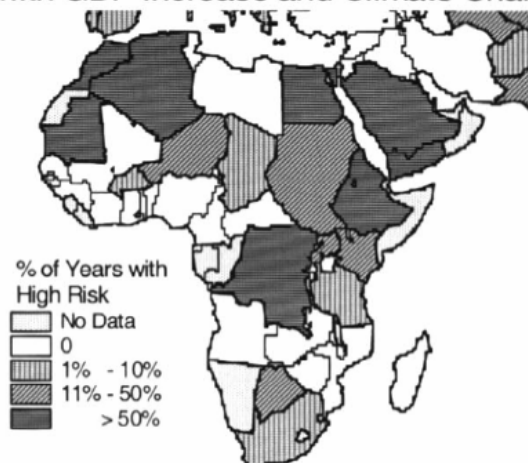 % of Years with
High Risk
No Data
0
1% - 10%
11% - 50%
> 50%